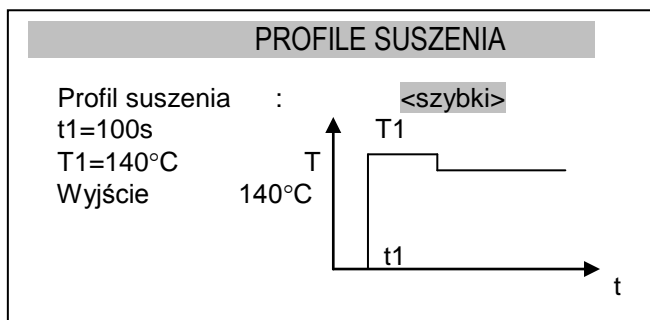 PROFILE SUSZENIA
Profil suszenia : <szybki>
t1=100s T1
T1=140°C T
Wyjście 140°C
t1
t